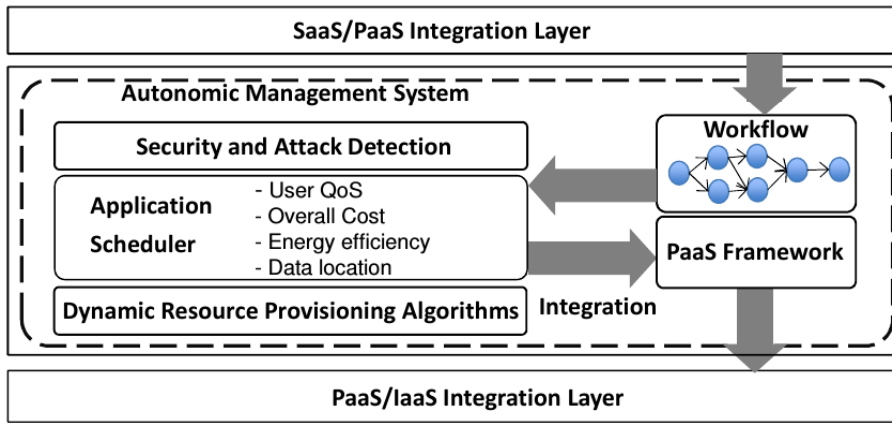 SaaS/PaaS Integration Layer
Autonomic Management System
Workflow
Security and Attack Detection
Application
Scheduler
- User QoS
- Overall Cost
- Energy efficiency
- Data location
PaaS Framework
Dynamic Resource Provisioning Algorithms
Integration
PaaS/IaaS Integration Layer